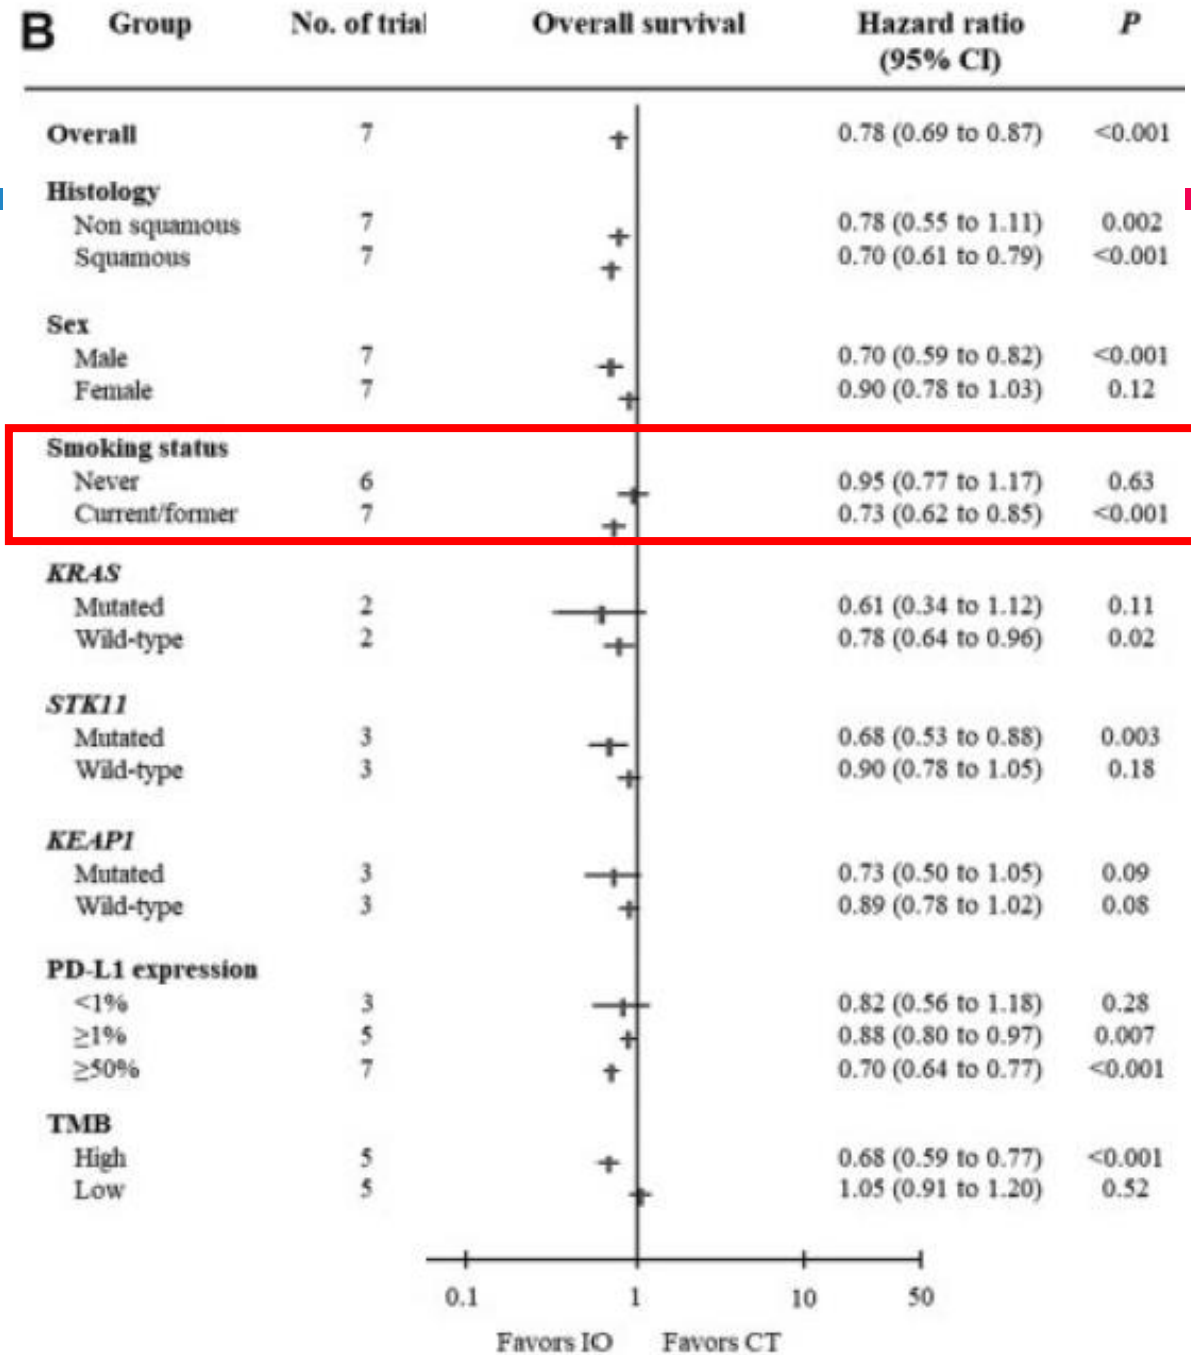 B Group No. of trial Overall survival Hazard ratio P
(95% CI)
Overall 7 0.78 (0.69 to 0.87) <0.001
Histology
Non squamous 7 0.78 (0.55 to 1.11) 0.002
Squamous 7 0.70 (0.61 to 0.79) <0.001
Sex
Male 7 0.70 (0.59 to 0.82) <0.001
Female 7 0.90 (0.78 to 1.03) 0.12
Smoking status
Never 6 0.95 (0.77 to 1.17) 0.63
Current/former 7 0.73 (0.62 to 0.85) <0.001
KRAS
Mutated 2 0.61 (0.34 to 1.12) 0.11
Wild-type 2 0.78 (0.64 to 0.96) 0.02
STK11
Mutated 3 0.68 (0.53 to 0.88) 0.003
Wild-type 3 0.90 (0.78 to 1.05) 0.18
KEAP1
Mutated 3 0.73 (0.50 to 1.05) 0.09
Wild-type 3 0.89 (0.78 to 1.02) 0.08
PD-L1 expression
<1% 3 0.82 (0.56 to 1.18) 0.28
≥1% 5 0.88 (0.80 to 0.97) 0.007
≥50% 7 0.70 (0.64 to 0.77) <0.001
TMB
High 5 0.68 (0.59 to 0.77) <0.001
Low 5 1.05 (0.91 to 1.20) 0.52
0.1 1 10 50
Favors IO Favors CT